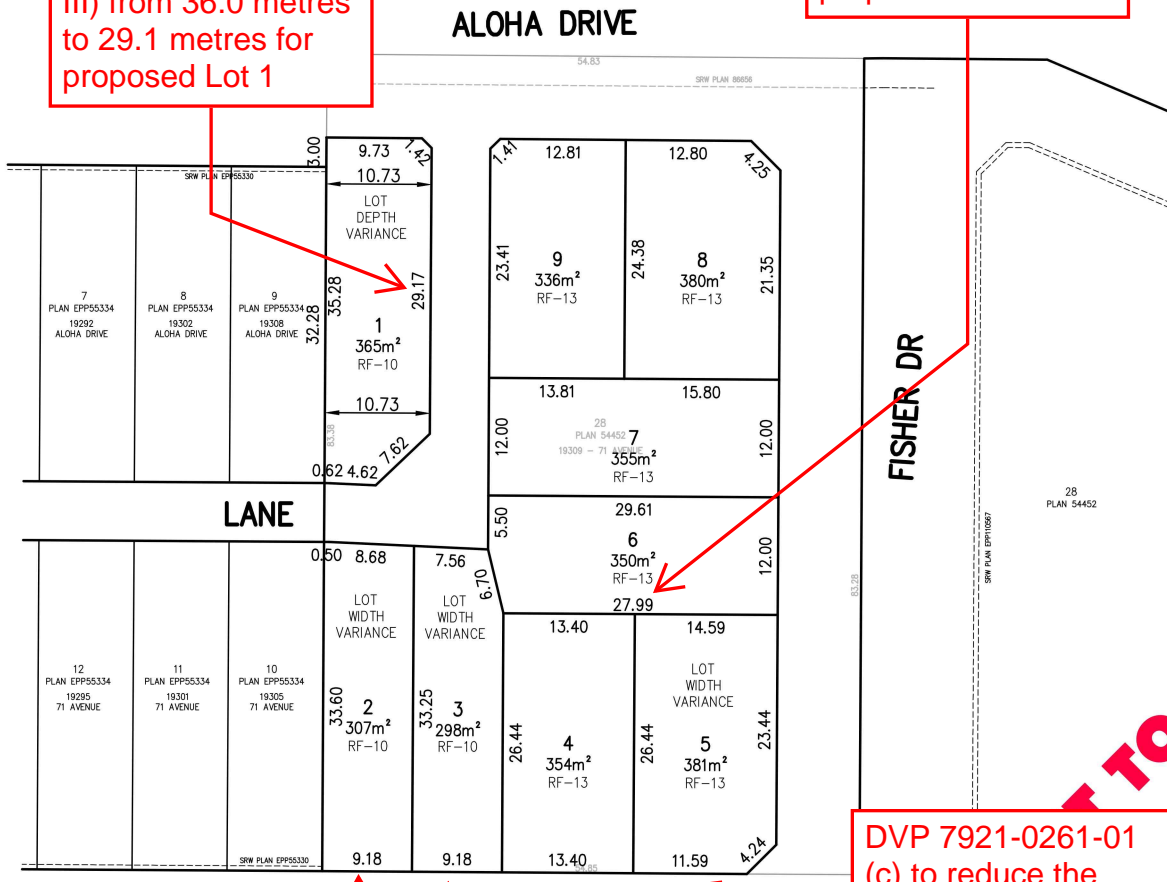 III) from 36.0 metres
to 29.1 metres for
proposed Lot 1
ALOHA DRIVE
54.83
SRW PLAN 86656
3.00
9.73
1.42
1.41
12.81
12.80
4.25
SRW PLAN EPP55330
10.73
LOT
DEPTH
VARIANCE
35.28
29.17
32.28
1
365m²
RF-10
10.73
7.62
0.62
4.62
83.38
7
PLAN EPP55334
19292
ALOHA DRIVE
8
PLAN EPP55334
19302
ALOHA DRIVE
9
PLAN EPP55334
19308
ALOHA DRIVE
23.41
9
336m²
RF-13
24.38
8
380m²
RF-13
21.35
13.81
15.80
12.00
28
PLAN 54452
19309 - 71 AVENUE
7
355m²
RF-13
12.00
FISHER DR
28
PLAN 54452
SRW PLAN EPP110567
83.28
LANE
5.50
29.61
6
350m²
RF-13
12.00
27.99
0.50
8.68
7.56
6.70
LOT
WIDTH
VARIANCE
LOT
WIDTH
VARIANCE
13.40
14.59
LOT
WIDTH
VARIANCE
12
PLAN EPP55334
19295
71 AVENUE
11
PLAN EPP55334
19301
71 AVENUE
10
PLAN EPP55334
19305
71 AVENUE
33.60
2
307m²
RF-10
33.25
3
298m²
RF-10
26.44
4
354m²
RF-13
26.44
5
381m²
RF-13
23.44
TO
SRW PLAN EPP55330
9.18
9.18
13.40
54.85
11.59
4.24
DVP 7921-0261-01
(c) to reduce the